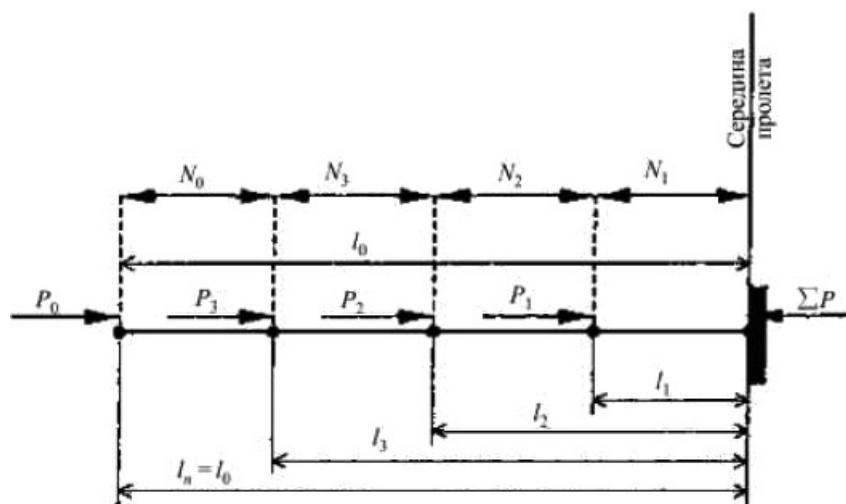 Середина
пролета
N₀ N₃ N₂ N₁
l₀
P₀ P₃ P₂ P₁ ∑P
l₁
l₂
l₃
lₙ = l₀